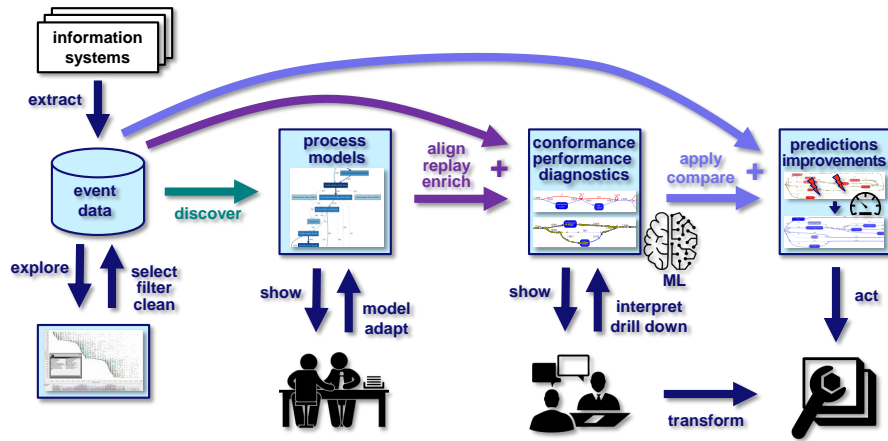 information
systems
extract
event
data
explore
select
filter
clean
discover
process
models
show
model
adapt
align
replay
enrich
+
conformance
performance
diagnostics
ML
show
interpret
drill down
transform
apply
compare
+
predictions
improvements
act